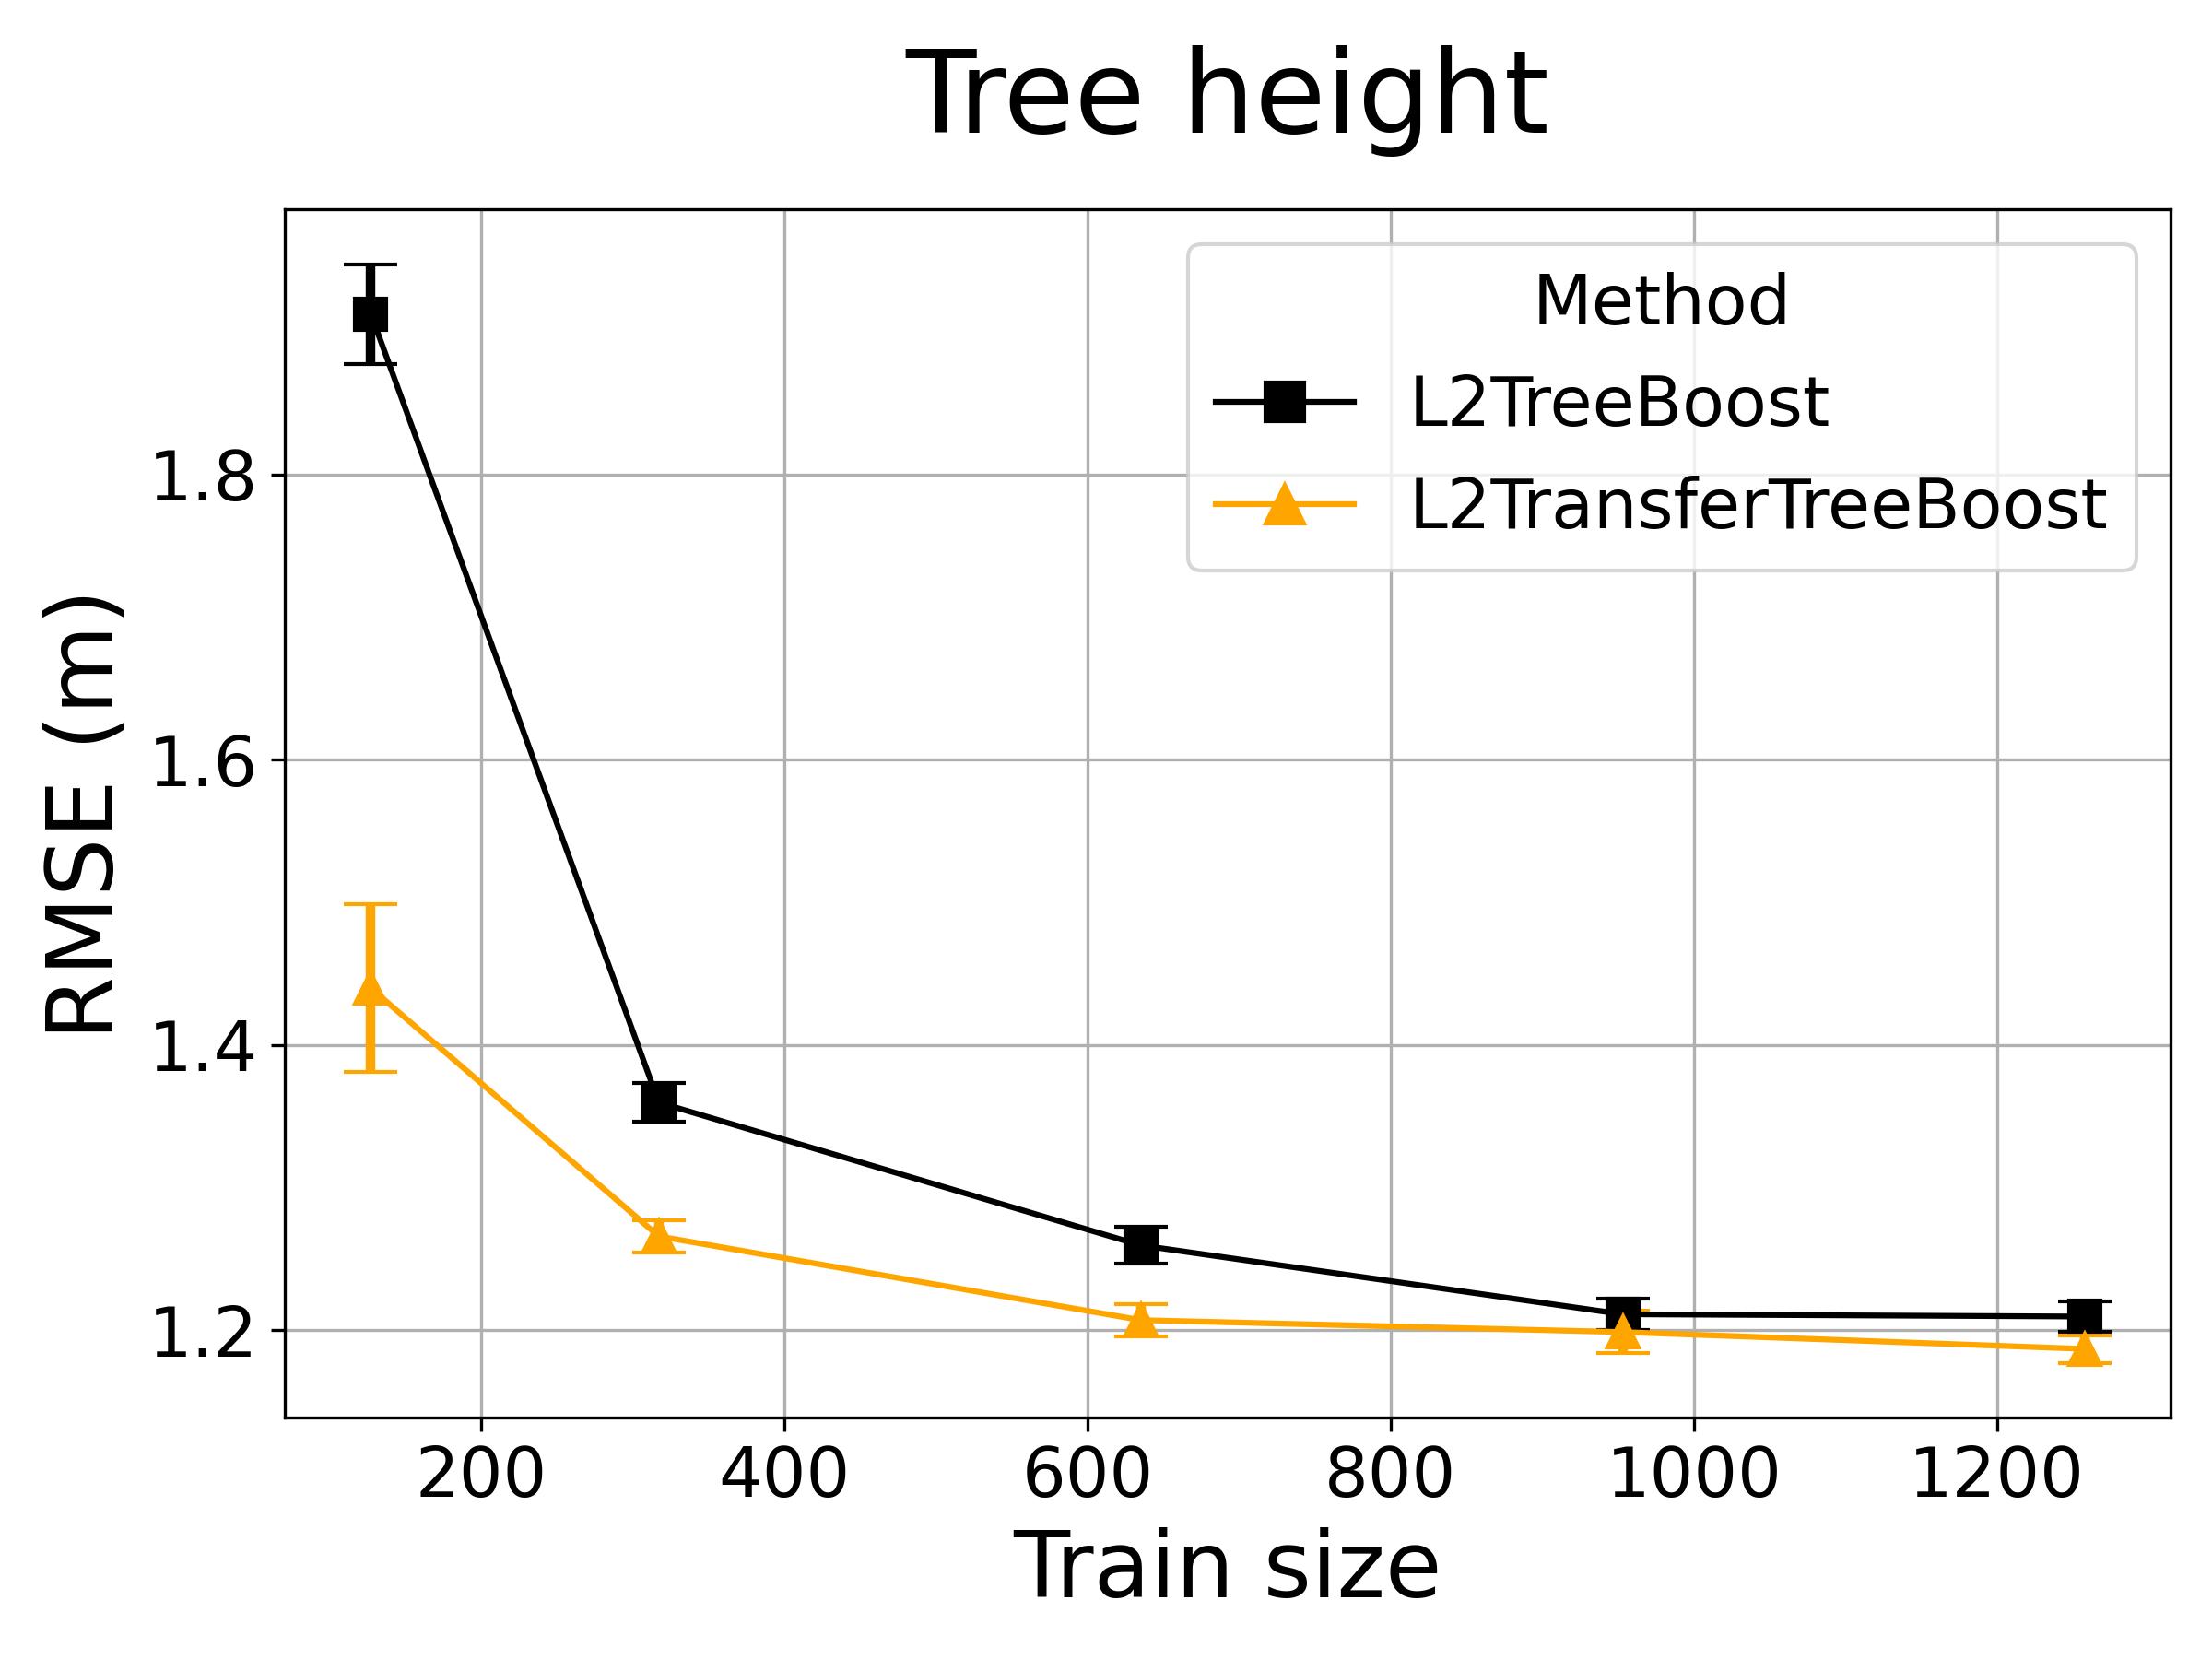 Tree height
RMSE (m)
1.8
1.6
1.4
1.2
Method
L2TreeBoost
L2TransferTreeBoost
200 400 600 800 1000 1200
Train size